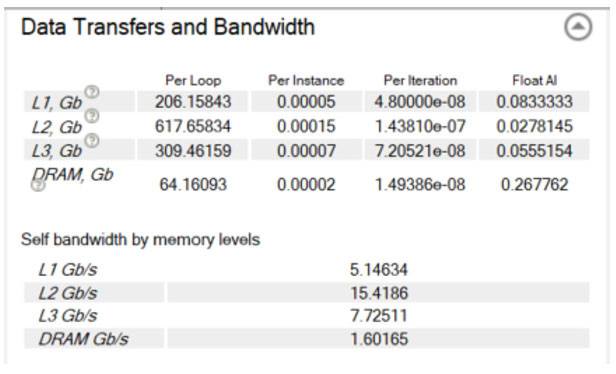 Data Transfers and Bandwidth
Per Loop Per Instance Per Iteration Float AI
L1, Gb ? 206.15843 0.00005 4.80000e-08 0.0833333
L2, Gb ? 617.65834 0.00015 1.43810e-07 0.0278145
L3, Gb ? 309.46159 0.00007 7.20521e-08 0.0555154
DRAM, Gb ? 64.16093 0.00002 1.49386e-08 0.267762
Self bandwidth by memory levels
L1 Gb/s 5.14634
L2 Gb/s 15.4186
L3 Gb/s 7.72511
DRAM Gb/s 1.60165